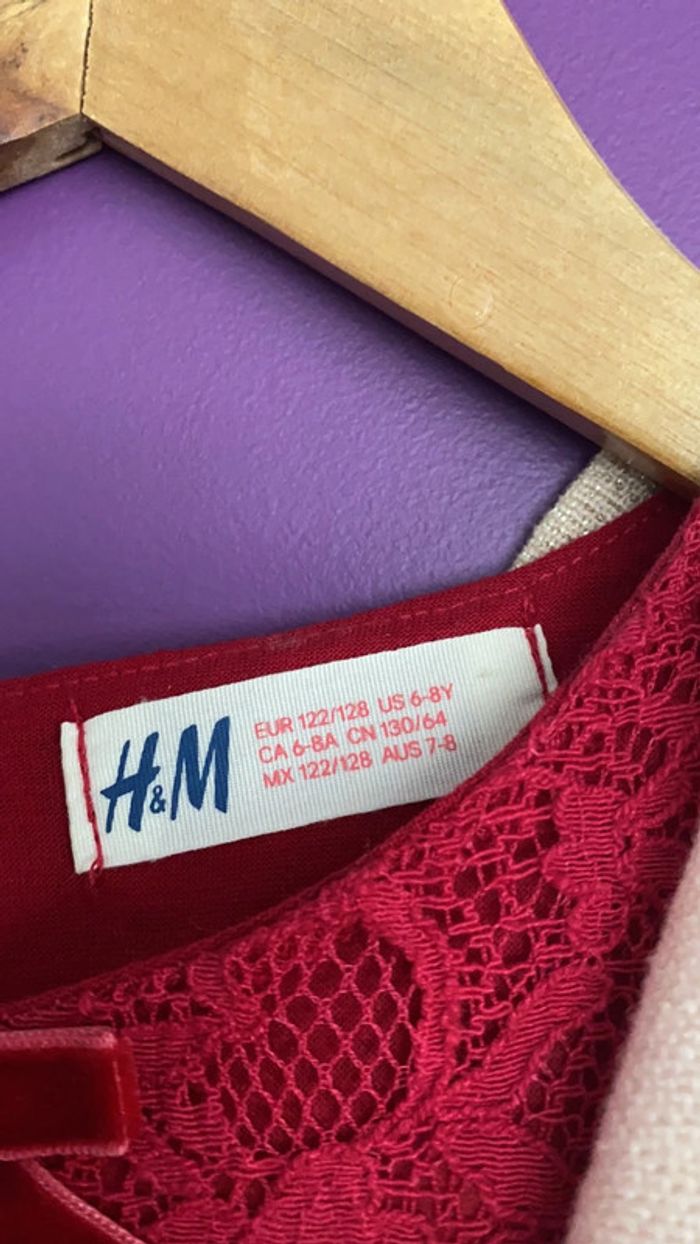 H&M
EUR 122/128 US 6-8Y
CA 6-8A CN 130/64
MX 122/128 AUS 7-8